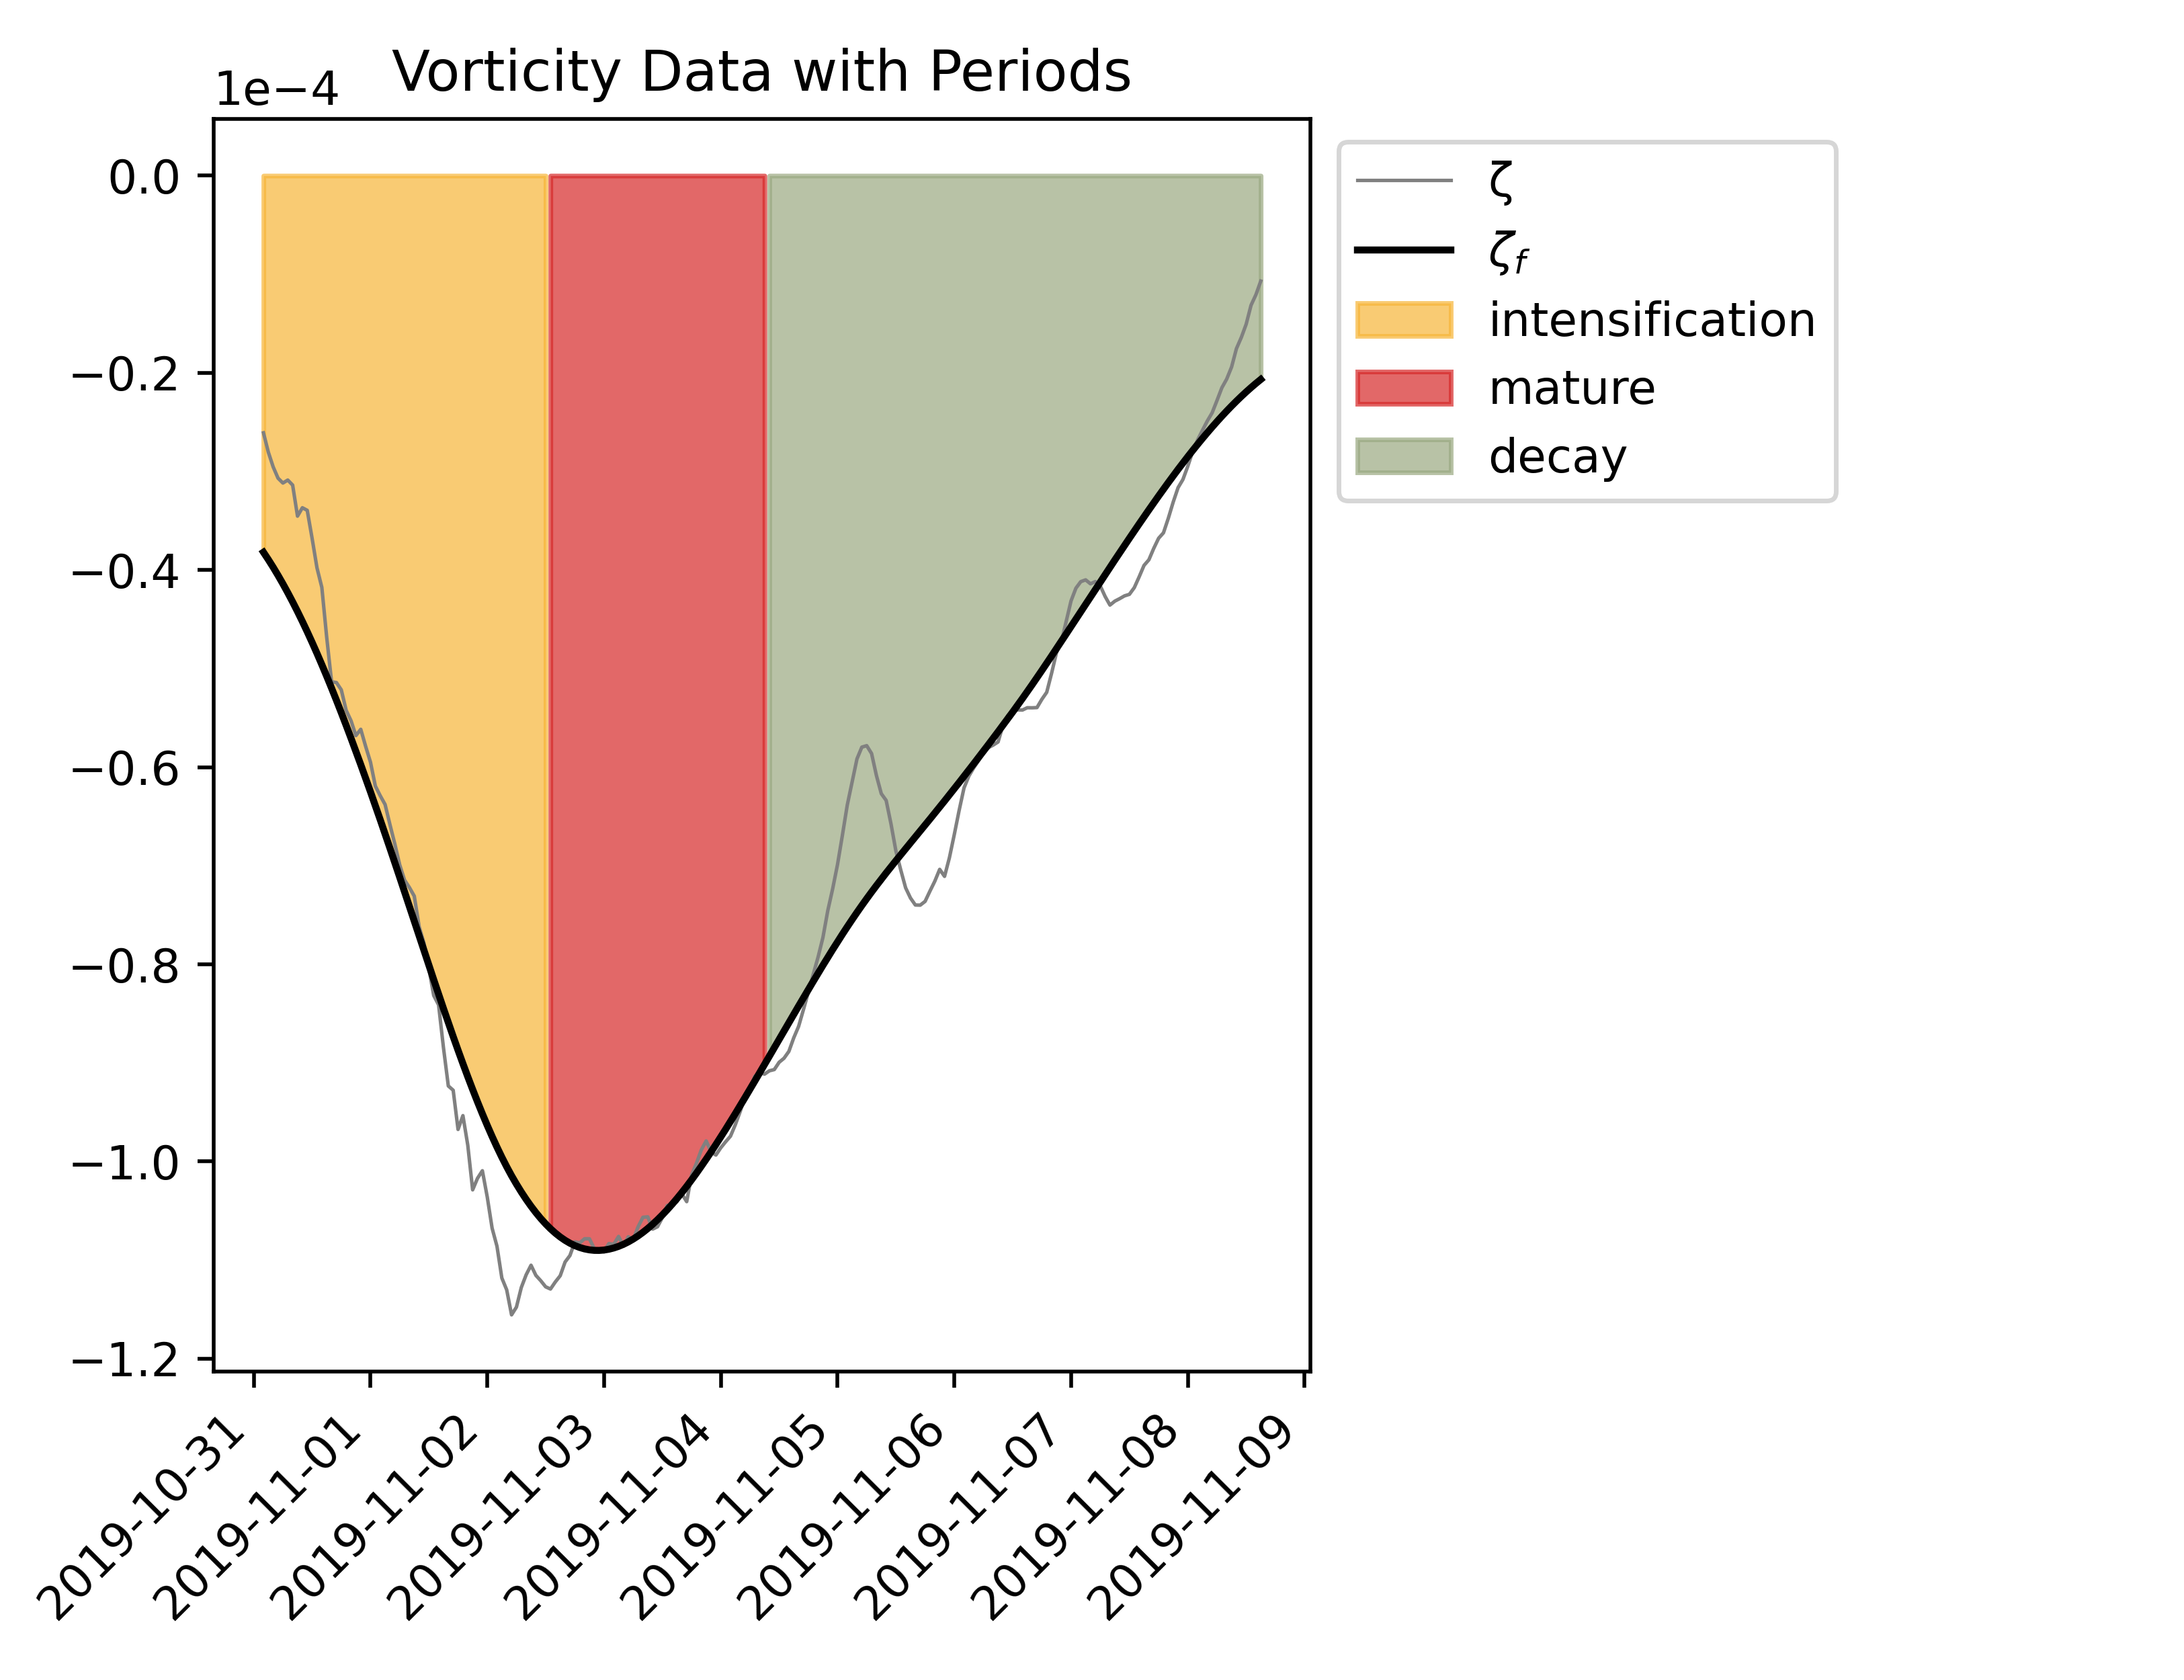 Vorticity Data with Periods
1e−4
0.0
−0.2
−0.4
−0.6
−0.8
−1.0
−1.2
2019-10-31
2019-11-01
2019-11-02
2019-11-03
2019-11-04
2019-11-05
2019-11-06
2019-11-07
2019-11-08
2019-11-09
ζ
ζf
intensification
mature
decay